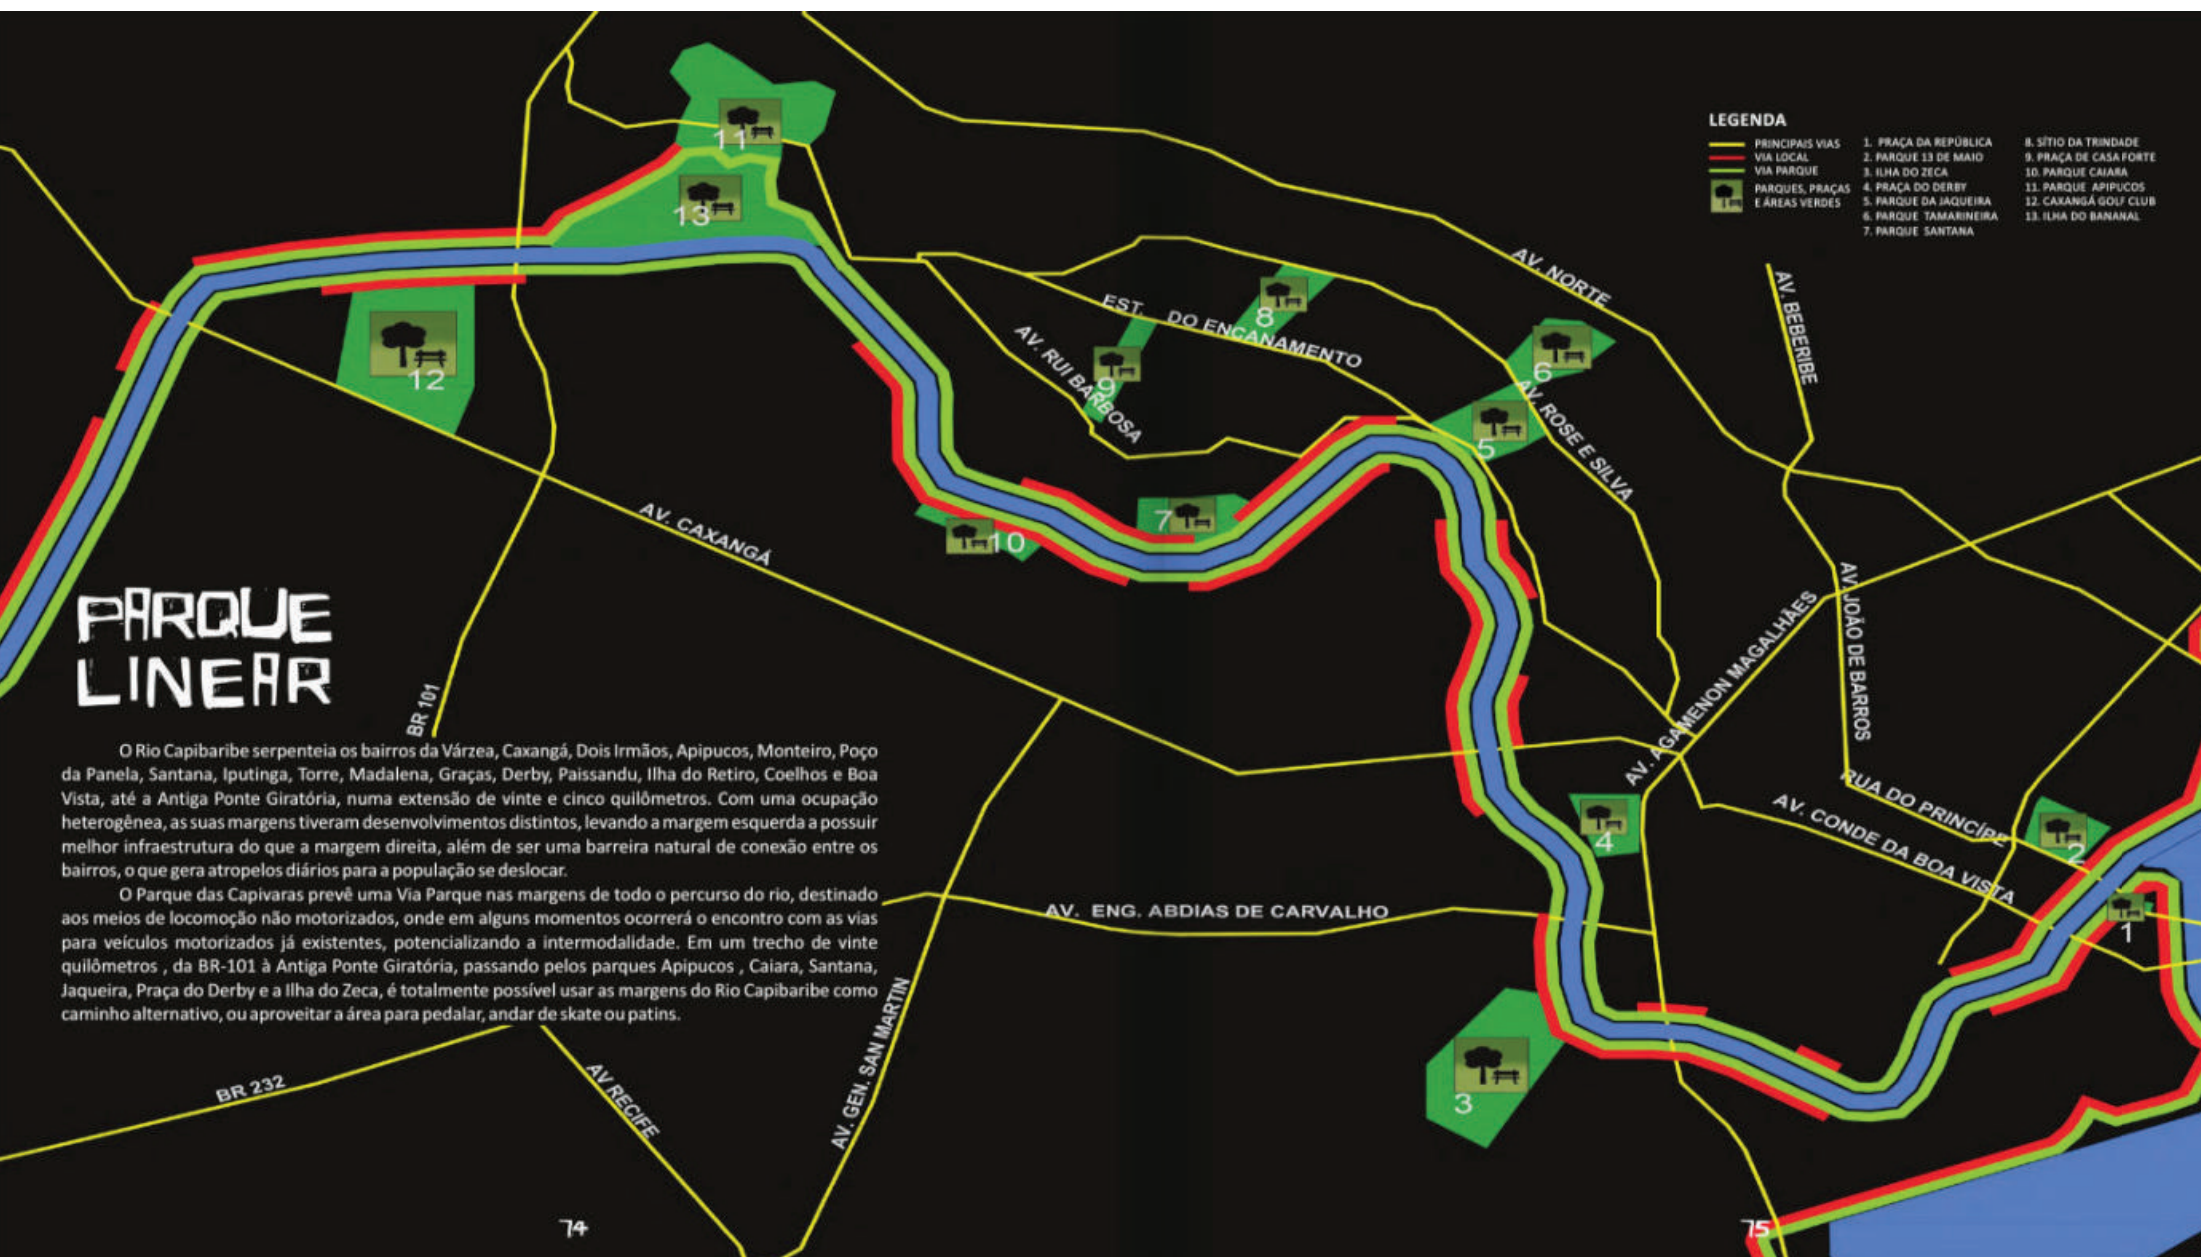 PARQUE
LINEAR
O Rio Capibaribe serpenteia os bairros da Várzea, Caxangá, Dois Irmãos, Apipucos, Monteiro, Poço
da Panela, Santana, Iputinga, Torre, Madalena, Graças, Derby, Paissandu, Ilha do Retiro, Coelhos e Boa
Vista, até a Antiga Ponte Giratória, numa extensão de vinte e cinco quilômetros. Com uma ocupação
heterogênea, as suas margens tiveram desenvolvimentos distintos, levando a margem esquerda a possuir
melhor infraestrutura do que a margem direita, além de ser uma barreira natural de conexão entre os
bairros, o que gera atropelos diários para a população se deslocar.
O Parque das Capivaras prevê uma Via Parque nas margens de todo o percurso do rio, destinado
aos meios de locomoção não motorizados, onde em alguns momentos ocorrerá o encontro com as vias
para veículos motorizados já existentes, potencializando a intermodalidade. Em um trecho de vinte
quilômetros , da BR-101 à Antiga Ponte Giratória, passando pelos parques Apipucos , Caiara, Santana,
Jaqueira, Praça do Derby e a Ilha do Zeca, é totalmente possível usar as margens do Rio Capibaribe como
caminho alternativo, ou aproveitar a área para pedalar, andar de skate ou patins.
LEGENDA
PRINCIPAIS VIAS
VIA LOCAL
VIA PARQUE
PARQUES, PRAÇAS
E ÁREAS VERDES
1. PRAÇA DA REPÚBLICA
2. PARQUE 13 DE MAIO
3. ILHA DO ZECA
4. PRAÇA DO DERBY
5. PARQUE DA JAQUEIRA
6. PARQUE TAMARINEIRA
7. PARQUE SANTANA
8. SÍTIO DA TRINDADE
9. PRAÇA DE CASA FORTE
10. PARQUE CAIARA
11. PARQUE APIPUCOS
12. CAXANGÁ GOLF CLUB
13. ILHA DO BANANAL
11
13
12
8
9
6
5
7
10
4
2
1
3
AV. NORTE
AV. BEBERIBE
EST. DO ENCANAMENTO
AV. RUI BARBOSA
AV. ROSE E SILVA
AV. CAXANGÁ
AV. AGAMENON MAGALHÃES
AV. JOÃO DE BARROS
RUA DO PRINCÍPE
AV. CONDE DA BOA VISTA
AV. ENG. ABDIAS DE CARVALHO
BR 101
AV. GEN. SAN MARTIN
BR 232
AV RECIFE
74
75